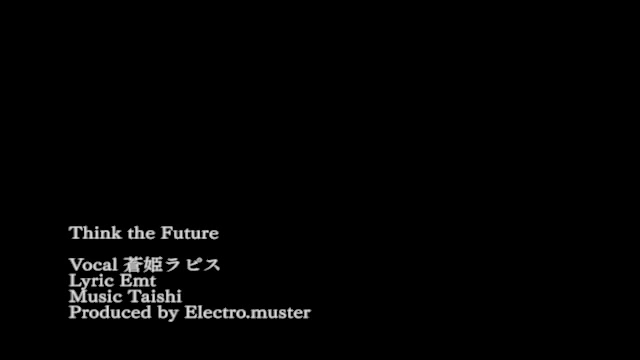 Think the Future
Vocal 蒼姫ラピス
Lyric Emt
Music Taishi
Produced by Electro.muster